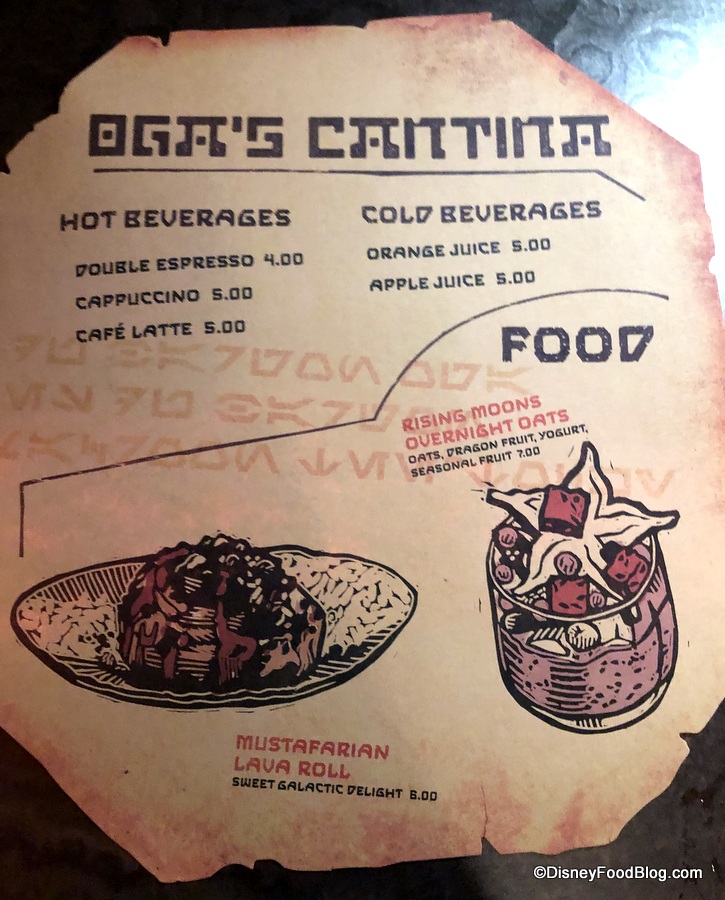 OGA'S CANTINA
HOT BEVERAGES
DOUBLE ESPRESSO 4.00
CAPPUCCINO 5.00
CAFÉ LATTE 5.00
COLD BEVERAGES
ORANGE JUICE 5.00
APPLE JUICE 5.00
FOOD
RISING MOONS
OVERNIGHT OATS
OATS, DRAGON FRUIT, YOGURT,
SEASONAL FRUIT 7.00
MUSTAFARIAN
LAVA ROLL
SWEET GALACTIC DELIGHT 6.00
©DisneyFoodBlog.com